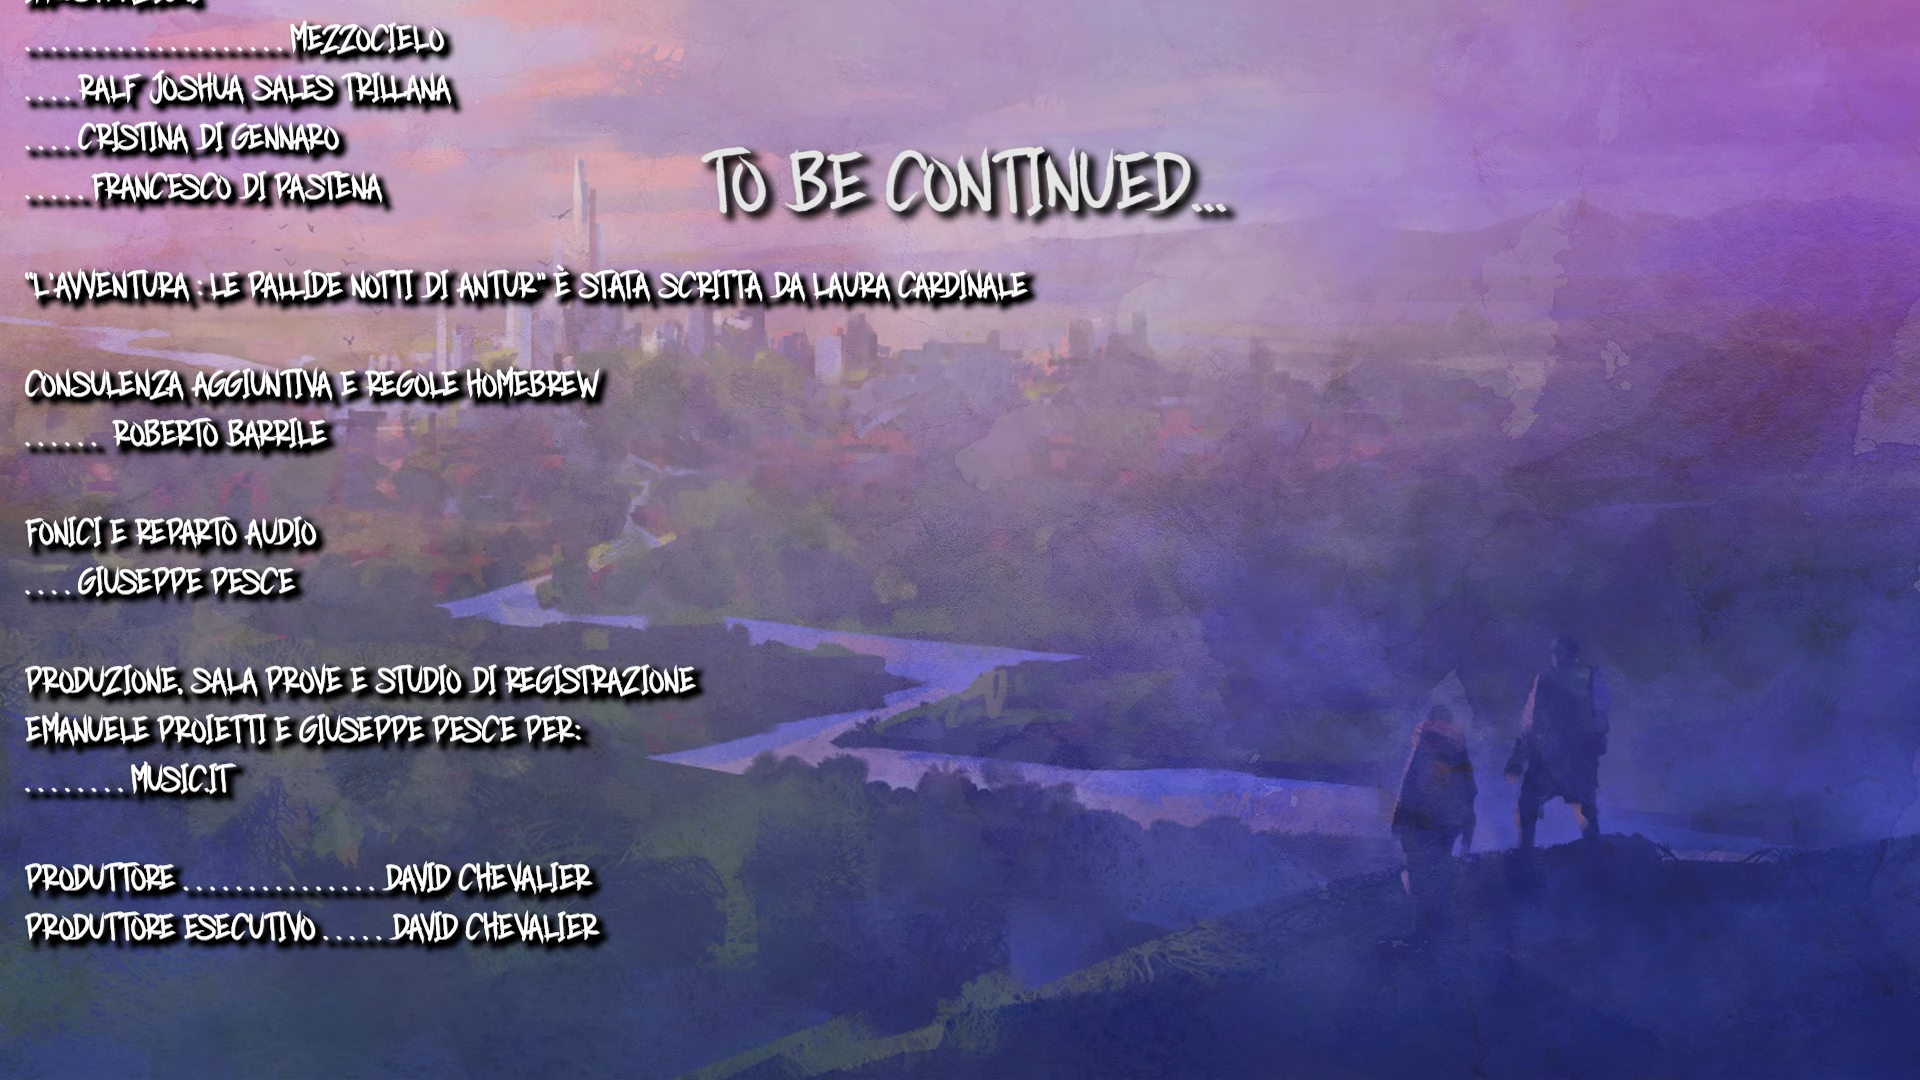 . . . . . . . . . . . . . . . . . . . . . MEZZOCIELO
. . . . RALF JOSHUA SALES TRILLANA
. . . . CRISTINA DI GENNARO
. . . . . FRANCESCO DI PASTENA
TO BE CONTINUED...
"L'AVVENTURA : LE PALLIDE NOTTI DI ANTUR" È STATA SCRITTA DA LAURA CARDINALE
CONSULENZA AGGIUNTIVA E REGOLE HOMEBREW
. . . . . . ROBERTO BARRILE
FONICI E REPARTO AUDIO
. . . . GIUSEPPE PESCE
PRODUZIONE, SALA PROVE E STUDIO DI REGISTRAZIONE
EMANUELE PROIETTI E GIUSEPPE PESCE PER:
. . . . . . . . MUSIC.IT
PRODUTTORE . . . . . . . . . . . . . . . DAVID CHEVALIER
PRODUTTORE ESECUTIVO . . . . . DAVID CHEVALIER